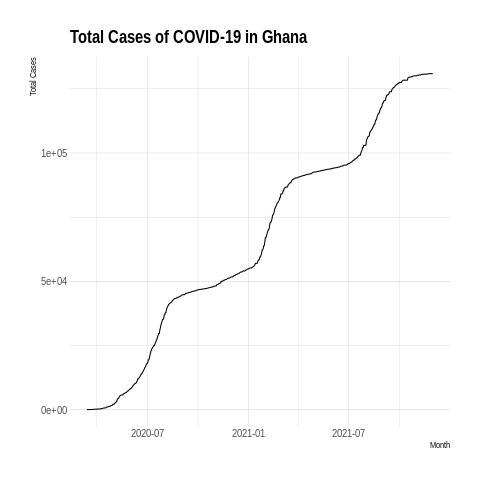 Total Cases of COVID-19 in Ghana
Total Cases
1e+05
5e+04
0e+00
2020-07 2021-01 2021-07
Month